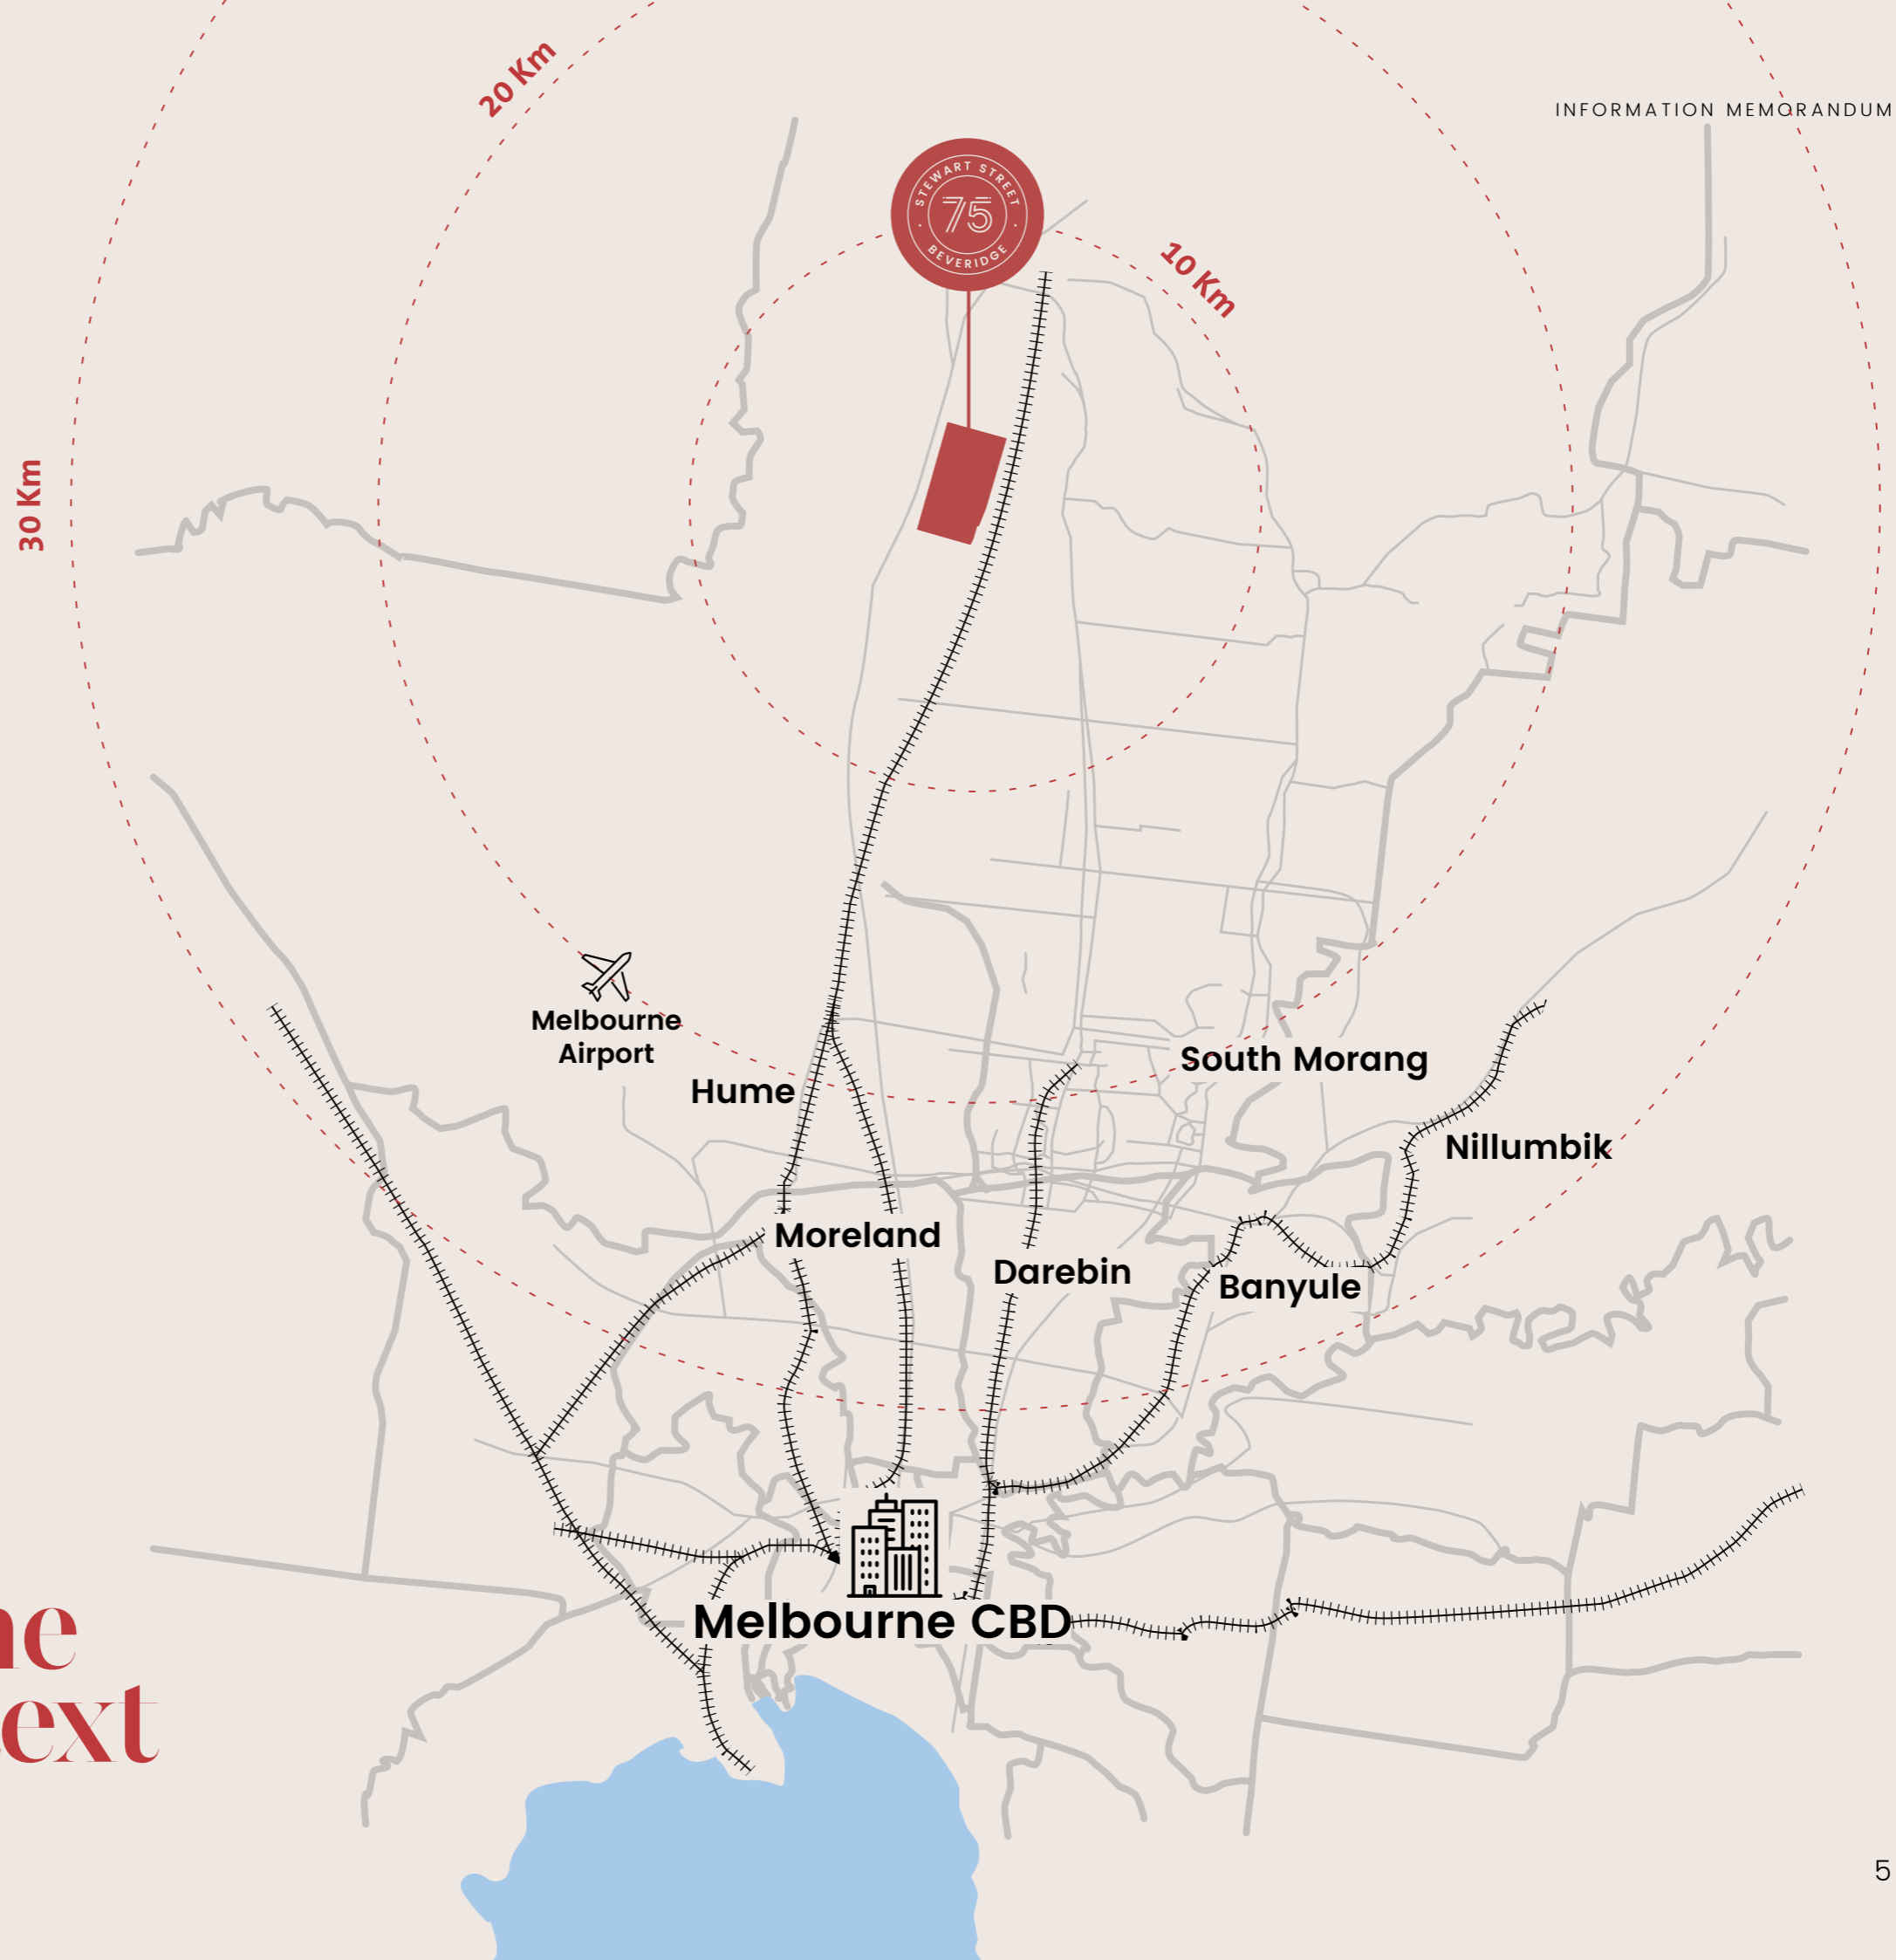 20 Km
INFORMATION MEMORANDUM
STEWART STREET
75
BEVERIDGE
10 Km
30 Km
Melbourne
Airport
South Morang
Hume
Nillumbik
Moreland
Darebin
Banyule
Melbourne CBD
ne
ext
5